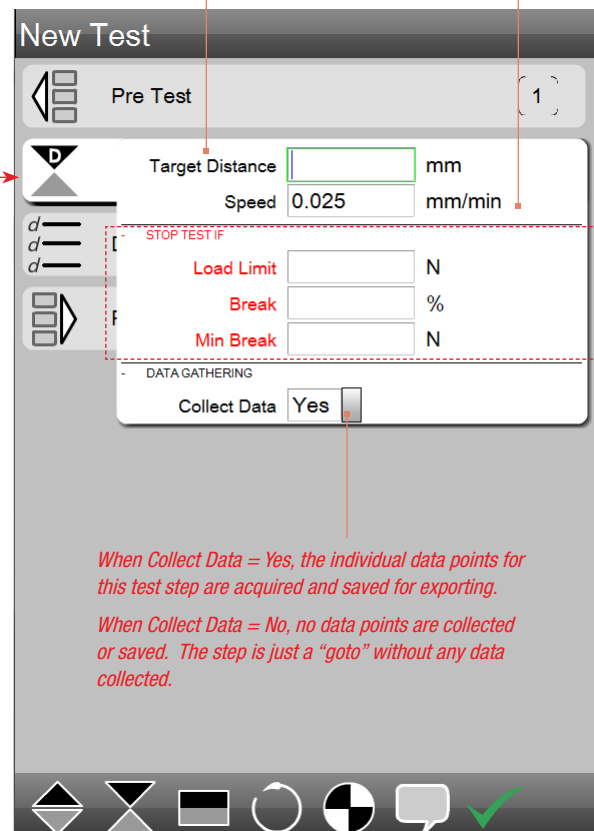 New Test
Pre Test 1
D
Target Distance mm
Speed 0.025 mm/min
- STOP TEST IF
Load Limit N
Break %
Min Break N
- DATA GATHERING
Collect Data Yes
d
d
d
When Collect Data = Yes, the individual data points for
this test step are acquired and saved for exporting.
When Collect Data = No, no data points are collected
or saved. The step is just a “goto” without any data
collected.